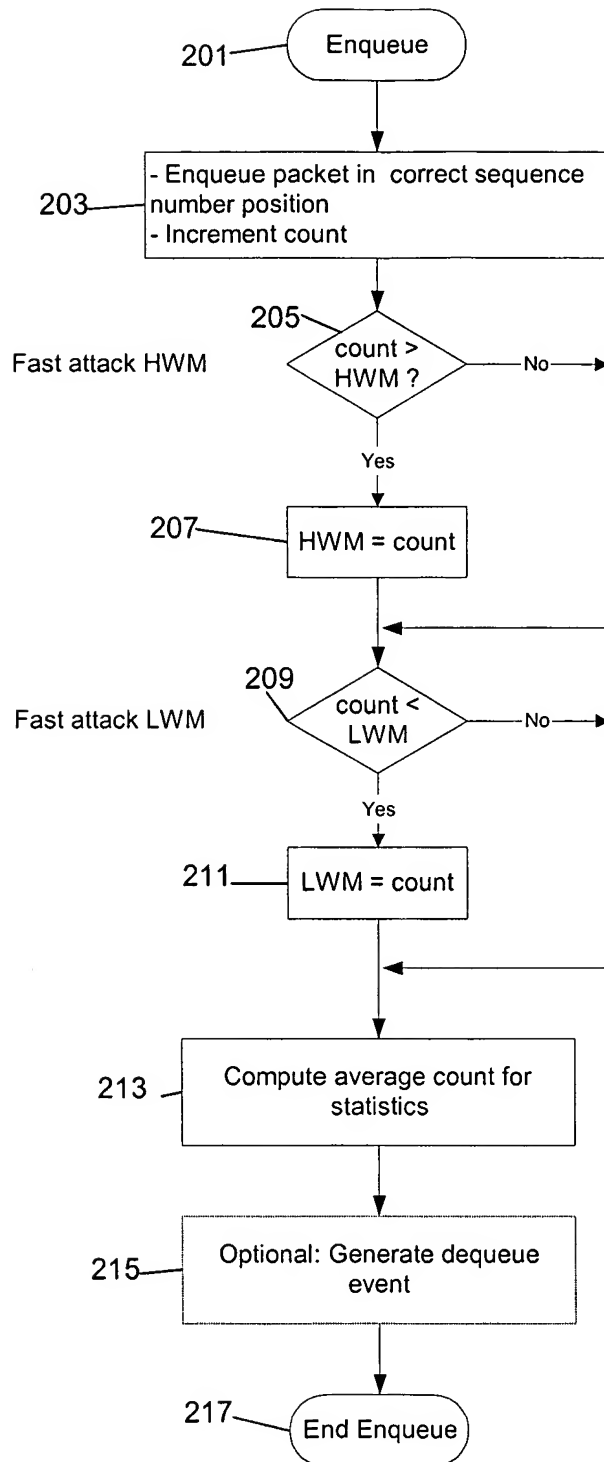 201
Enqueue
- Enqueue packet in correct sequence
number position
- Increment count
203
205
Fast attack HWM
count >
HWM ?
No
Yes
207
HWM = count
209
Fast attack LWM
count <
LWM
No
Yes
211
LWM = count
213
Compute average count for
statistics
215
Optional: Generate dequeue
event
217
End Enqueue